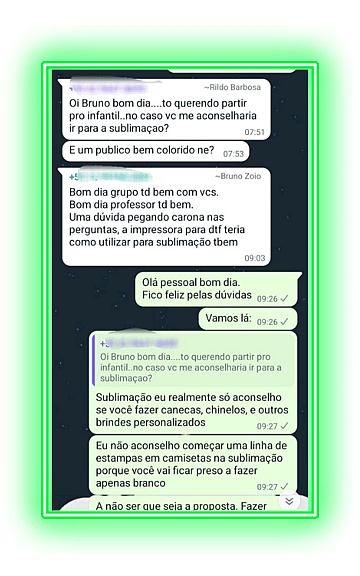 ~Rildo Barbosa
Oi Bruno bom dia....to querendo partir
pro infantil..no caso vc me aconselharia
ir para a sublimaçao?
07:51
E um publico bem colorido ne?
07:53
~Bruno Zoio
Bom dia grupo td bem com vcs.
Bom dia professor td bem.
Uma dúvida pegando carona nas
perguntas, a impressora para dtf teria
como utilizar para sublimação tbem
09:03
Olá pessoal bom dia.
Fico feliz pelas dúvidas
09:26
Vamos lá:
09:26
Oi Bruno bom dia....to querendo partir pro
infantil..no caso vc me aconselharia ir para a
sublimaçao?
Sublimação eu realmente só aconselho
se você fazer canecas, chinelos, e outros
brindes personalizados
09:27
Eu não aconselho começar uma linha de
estampas em camisetas na sublimação
porque você vai ficar preso a fazer
apenas branco
09:27
A não ser que seja a proposta. Fazer